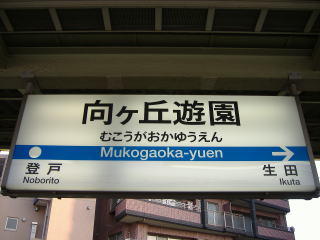 向ヶ丘遊園
むこうがおかゆうえん
Mukogaoka-yuen
登戸
Noborito
生田
Ikuta